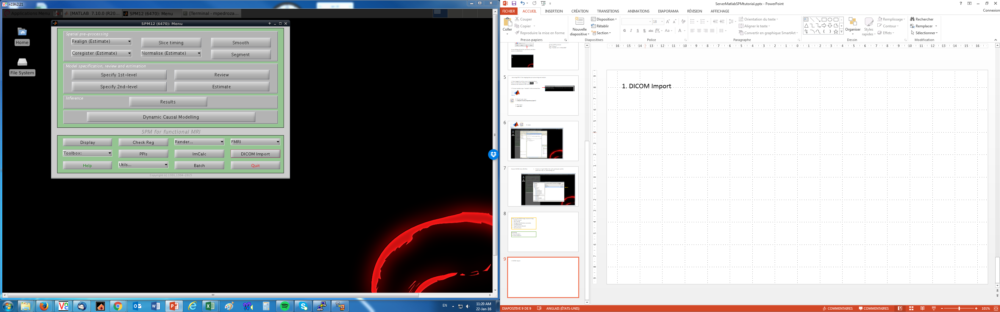 n19h2:21
Applications Menu
[MATLAB 7.10.0 (R20...
SPM12 (6470): Menu
[Terminal - mpedroza...
Home
File System
SPM12 (6470): Menu
Spatial pre-processing
Realign (Estimate)
Slice timing
Smooth
Coregister (Estimate)
Normalise (Estimate)
Segment
Model specification, review and estimation
Specify 1st-level
Review
Specify 2nd-level
Estimate
Inference
Results
Dynamic Causal Modelling
SPM for functional MRI
Display
Check Reg
Render...
FMRI
Toolbox:
PPIs
ImCalc
DICOM Import
Help
Utils...
Batch
Quit
Copyright (c) 1991,1994-2015
EN
11:20 AM
22-Jan-16
ServerMatlabSPMtutorial.pptx - PowerPoint
FICHIER
ACCUEIL
INSERTION
CRÉATION
TRANSITIONS
ANIMATIONS
DIAPORAMA
RÉVISION
AFFICHAGE
Connexion
Coller
Couper
Copier
Reproduire la mise en forme
Presse-papiers
Nouvelle
diapositive
Disposition
Rétablir
Section
Diapositives
18
G I S S abc AV Aa A
Police
Orientation du texte
Aligner le texte
Convertir en graphique SmartArt
Paragraphe
Organiser
Styles
rapides
Remplissage
Contour
Effets
Dessin
Rechercher
Remplacer
Sélectionner
Modification
16 15 14 13 12 11 10 9 8 7 6 5 4 3 2 1 0 1 2 3 4 5 6 7 8 9 10 11 12 13 14 15 16
5
6
7
8
9
1. DICOM Import
DIAPOSITIVE 9 DE 9
ANGLAIS (ÉTATS-UNIS)
COMMENTAIRES
COMMENTAIRES
101%